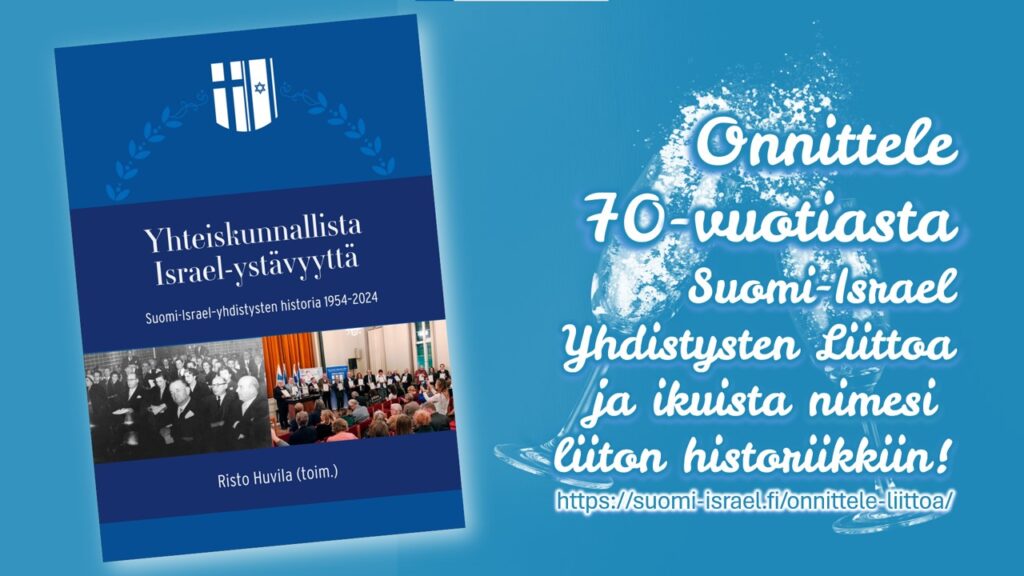 Yhteiskunnallista
Israel-ystävyyttä
Suomi-Israel-yhdistysten historia 1954-2024
Risto Huvila (toim.)
Onnittele
70-vuotiasta
Suomi-Israel
Yhdistysten Liittoa
ja ikuista nimesi
liiton historiikkiin!
https://suomi-israel.fi/onnittele-liittoa/